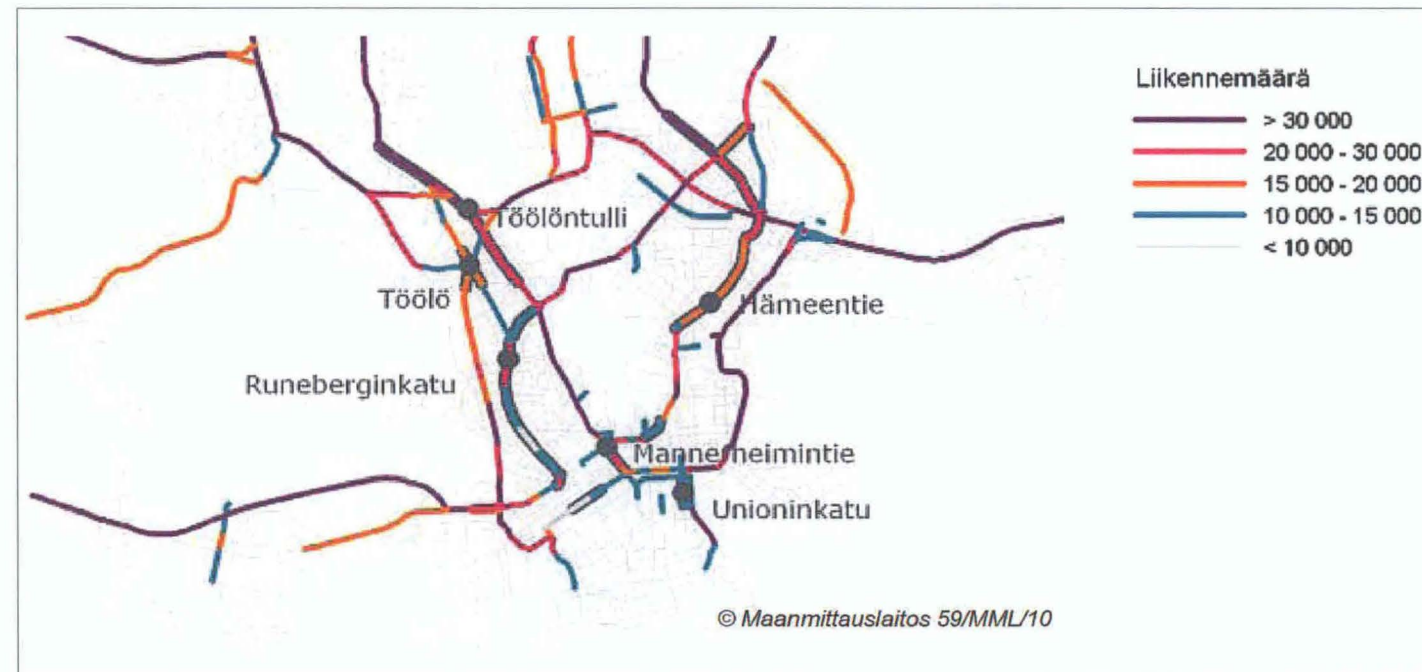 Liikennemäärä
> 30 000
20 000 - 30 000
15 000 - 20 000
10 000 - 15 000
< 10 000
Töölöntulli
Töölö
Hämeentie
Runeberginkatu
Mannerheimintie
Unioninkatu
© Maanmittauslaitos 59/MML/10